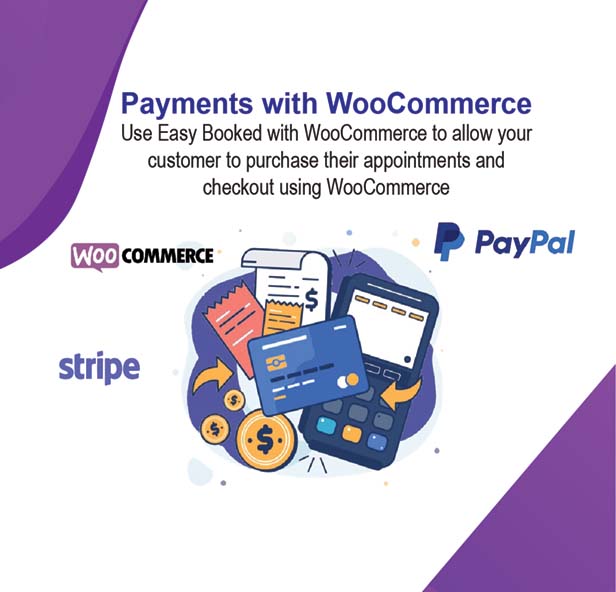 Payments with WooCommerce
Use Easy Booked with WooCommerce to allow your
customer to purchase their appointments and
checkout using WooCommerce
WOO COMMERCE
PayPal
stripe
$
$
$
$